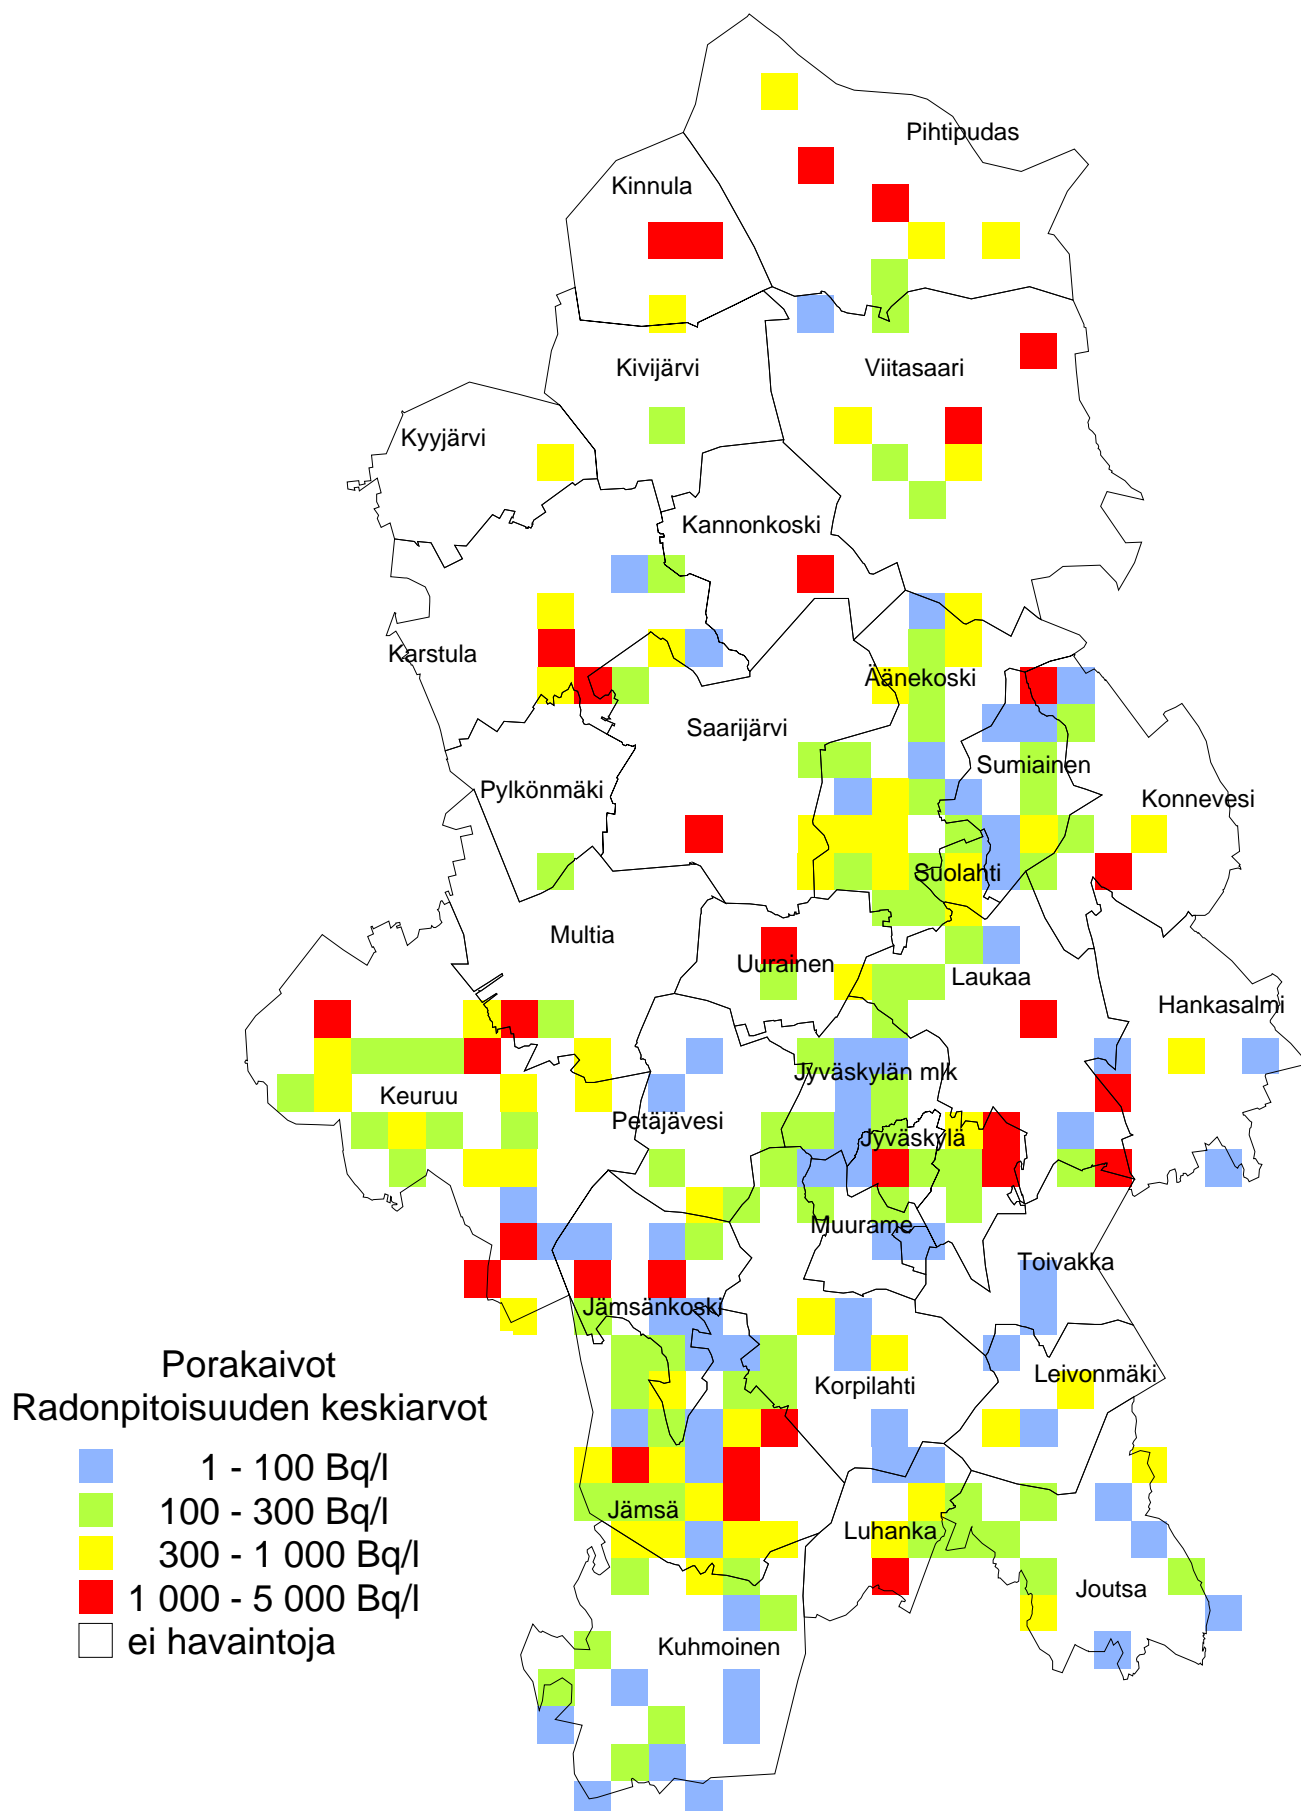 Pihtipudas
Kinnula
Kivijärvi
Viitasaari
Kyyjärvi
Kannonkoski
Karstula
Äänekoski
Saarijärvi
Sumiainen
Pylkönmäki
Konnevesi
Suolahti
Multia
Uurainen
Laukaa
Hankasalmi
Jyväskylän mlk
Keuruu
Petäjävesi
Jyväskylä
Muurame
Toivakka
Jämsänkoski
Leivonmäki
Korpilahti
Jämsä
Luhanka
Joutsa
Kuhmoinen
Porakaivot
Radonpitoisuuden keskiarvot
1 - 100 Bq/l
100 - 300 Bq/l
300 - 1 000 Bq/l
1 000 - 5 000 Bq/l
ei havaintoja